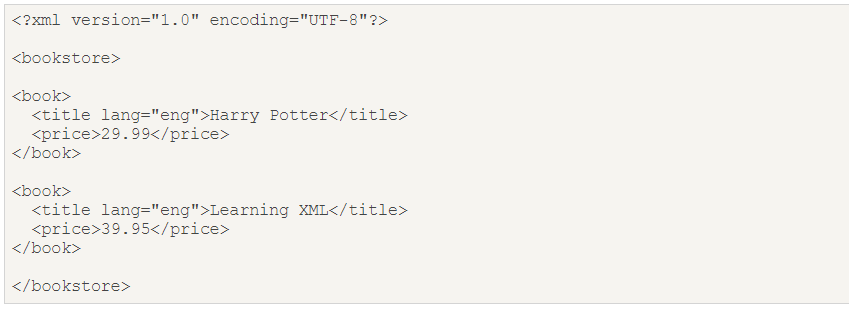 <?xml version="1.0" encoding="UTF-8"?>
<bookstore>
<book>
  <title lang="eng">Harry Potter</title>
  <price>29.99</price>
</book>
<book>
  <title lang="eng">Learning XML</title>
  <price>39.95</price>
</book>
</bookstore>